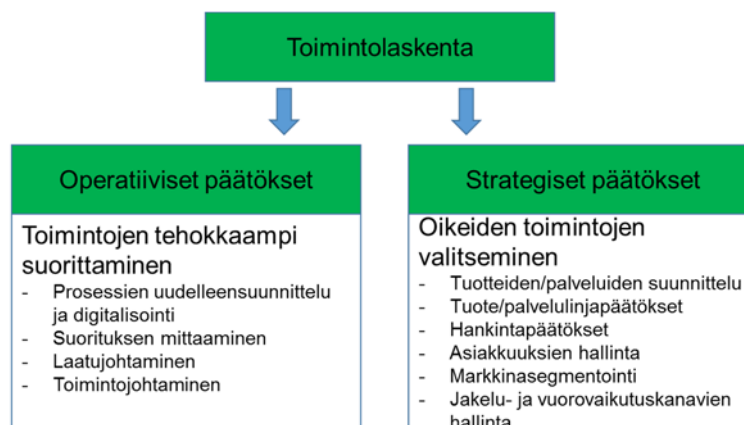 Toimintolaskenta
Operatiiviset päätökset
Toimintojen tehokkaampi
suorittaminen
- Prosessien uudelleensuunnittelu
ja digitalisointi
- Suorituksen mittaaminen
- Laatujohtaminen
- Toimintojohtaminen
Strategiset päätökset
Oikeiden toimintojen
valitseminen
- Tuotteiden/palveluiden suunnittelu
- Tuote/palvelulinjapäätökset
- Hankintapäätökset
- Asiakkuuksien hallinta
- Markkinasegmentointi
- Jakelu- ja vuorovaikutuskanavien
hallinta